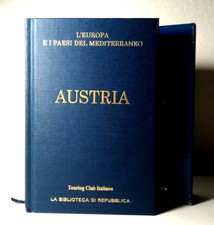 L'EUROPA
E I PAESI DEL MEDITERRANEO
AUSTRIA
Touring Club Italiano
LA BIBLIOTECA DI REPUBBLICA